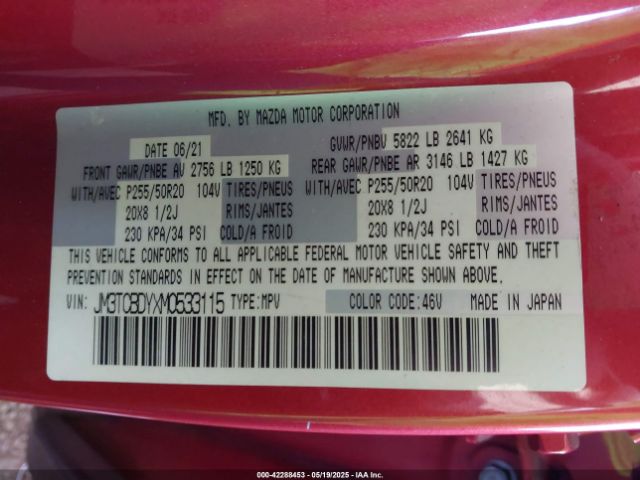 MFD. BY MAZDA MOTOR CORPORATION
DATE 06/21 GVWR/PNBV 5822 LB 2641 KG
FRONT GAWR/PNBE AV 2756 LB 1250 KG REAR GAWR/PNBE AR 3146 LB 1427 KG
WITH/AVEC P255/50R20 104V TIRES/PNEUS WITH/AVEC P255/50R20 104V TIRES/PNEUS
20X8 1/2J RIMS/JANTES 20X8 1/2J RIMS/JANTES
230 KPA/34 PSI COLD/A FROID 230 KPA/34 PSI COLD/A FROID
THIS VEHICLE CONFORMS TO ALL APPLICABLE FEDERAL MOTOR VEHICLE SAFETY AND THEFT
PREVENTION STANDARDS IN EFFECT ON THE DATE OF MANUFACTURE SHOWN ABOVE.
VIN: JM3TCBDYXM0533115 TYPE:MPV COLOR CODE:46V MADE IN JAPAN
000-42288453 - 05/19/2025 - IAA, Inc.